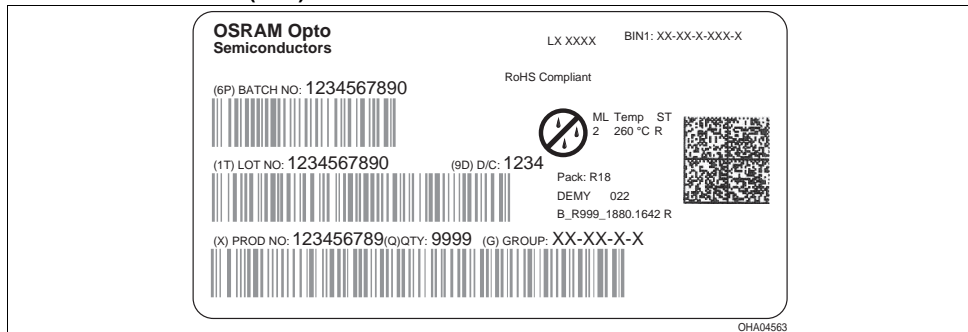 OSRAM Opto
Semiconductors
LX XXXX
BIN1: XX-XX-X-XXX-X
RoHS Compliant
(6P) BATCH NO: 1234567890
ML Temp ST
2 260 °C R
(1T) LOT NO: 1234567890
(9D) D/C: 1234
Pack: R18
DEMY 022
B_R999_1880.1642 R
(X) PROD NO: 123456789(Q)QTY: 9999 (G) GROUP: XX-XX-X-X
OHA04563